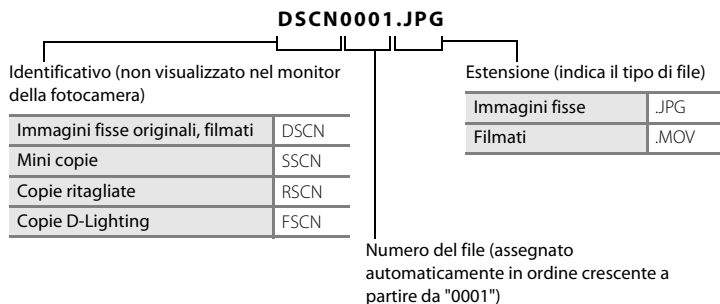 DSCN0001.JPG
Identificativo (non visualizzato nel monitor
della fotocamera)
Immagini fisse originali, filmati DSCN
Mini copie SSCN
Copie ritagliate RSCN
Copie D-Lighting FSCN
Estensione (indica il tipo di file)
Immagini fisse .JPG
Filmati .MOV
Numero del file (assegnato
automaticamente in ordine crescente a
partire da "0001")